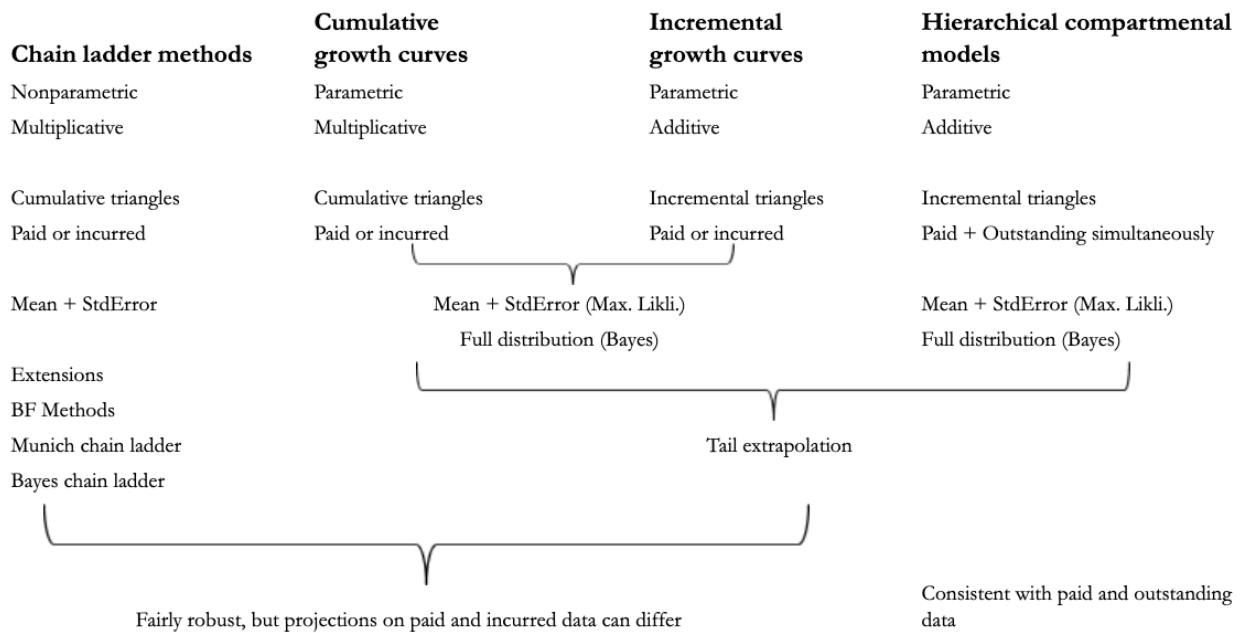 Chain ladder methods
Cumulative
growth curves
Incremental
growth curves
Hierarchical compartmental
models
Nonparametric
Parametric
Parametric
Parametric
Multiplicative
Multiplicative
Additive
Additive
Cumulative triangles
Cumulative triangles
Incremental triangles
Incremental triangles
Paid or incurred
Paid or incurred
Paid or incurred
Paid + Outstanding simultaneously
Mean + StdError
Mean + StdError (Max. Likli.)
Mean + StdError (Max. Likli.)
Full distribution (Bayes)
Full distribution (Bayes)
Extensions
BF Methods
Munich chain ladder
Tail extrapolation
Bayes chain ladder
Fairly robust, but projections on paid and incurred data can differ
Consistent with paid and outstanding
data